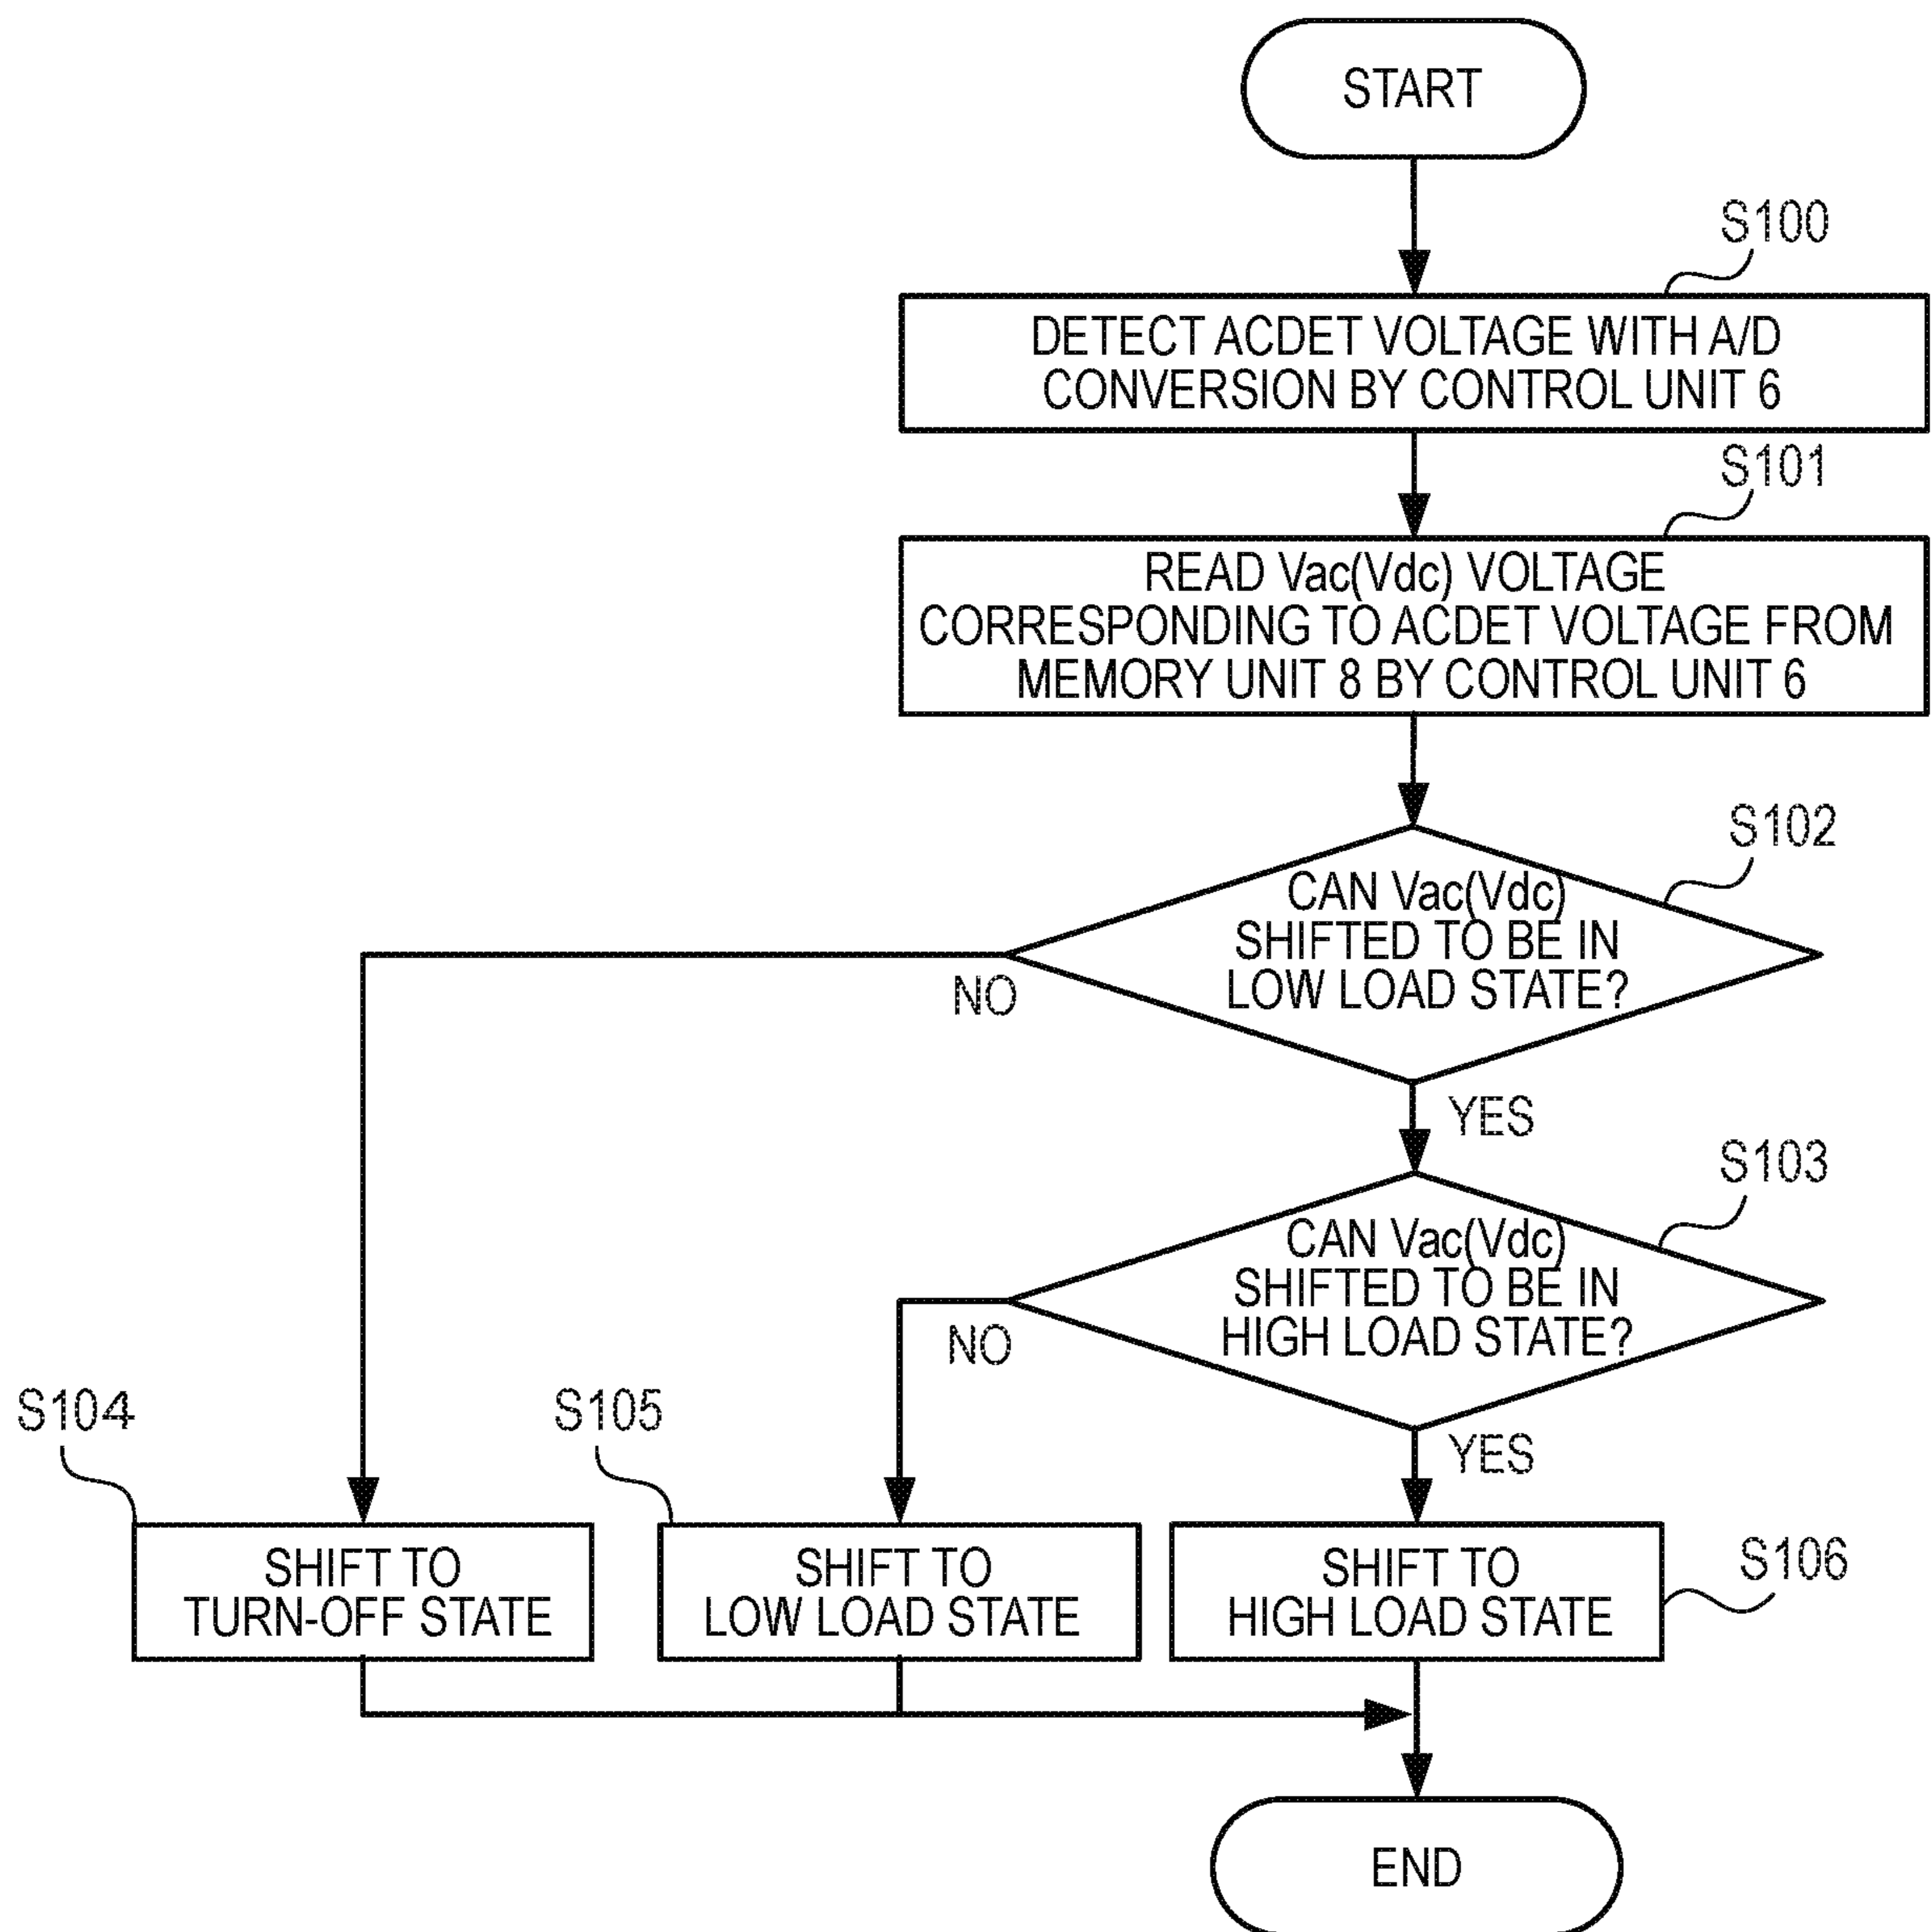 START
S100
DETECT ACDET VOLTAGE WITH A/D
CONVERSION BY CONTROL UNIT 6
S101
READ Vac(Vdc) VOLTAGE
CORRESPONDING TO ACDET VOLTAGE FROM
MEMORY UNIT 8 BY CONTROL UNIT 6
S102
CAN Vac(Vdc)
SHIFTED TO BE IN
LOW LOAD STATE?
NO
YES
S103
CAN Vac(Vdc)
SHIFTED TO BE IN
HIGH LOAD STATE?
NO
YES
S104
SHIFT TO
TURN-OFF STATE
S105
SHIFT TO
LOW LOAD STATE
S106
SHIFT TO
HIGH LOAD STATE
END